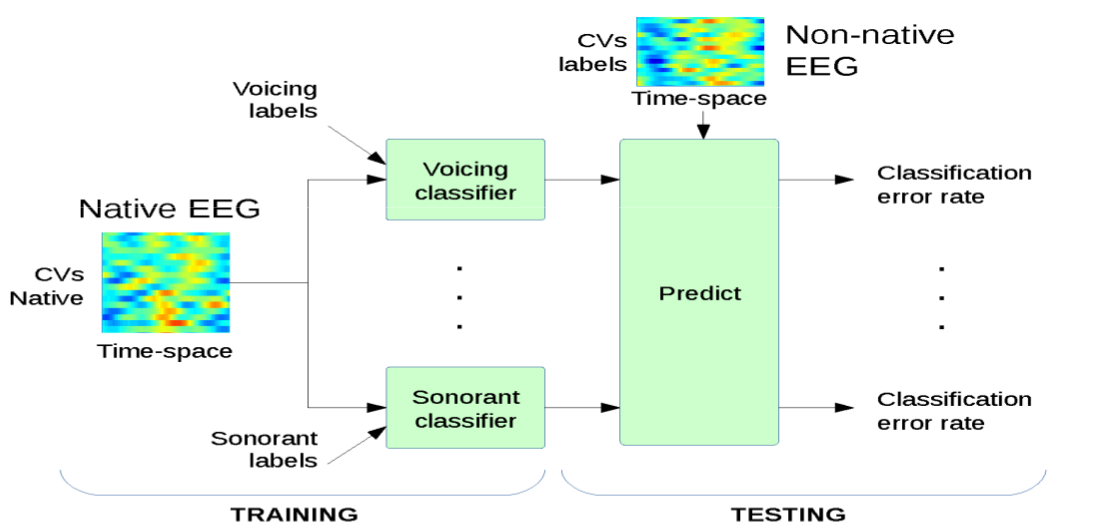 CVs
labels
Non-native
EEG
Time-space
Voicing
labels
Voicing
classifier
Classification
error rate
Native EEG
CVs
Native
Time-space
.
.
.
Predict
.
.
.
Sonorant
classifier
Classification
error rate
Sonorant
labels
TRAINING
TESTING